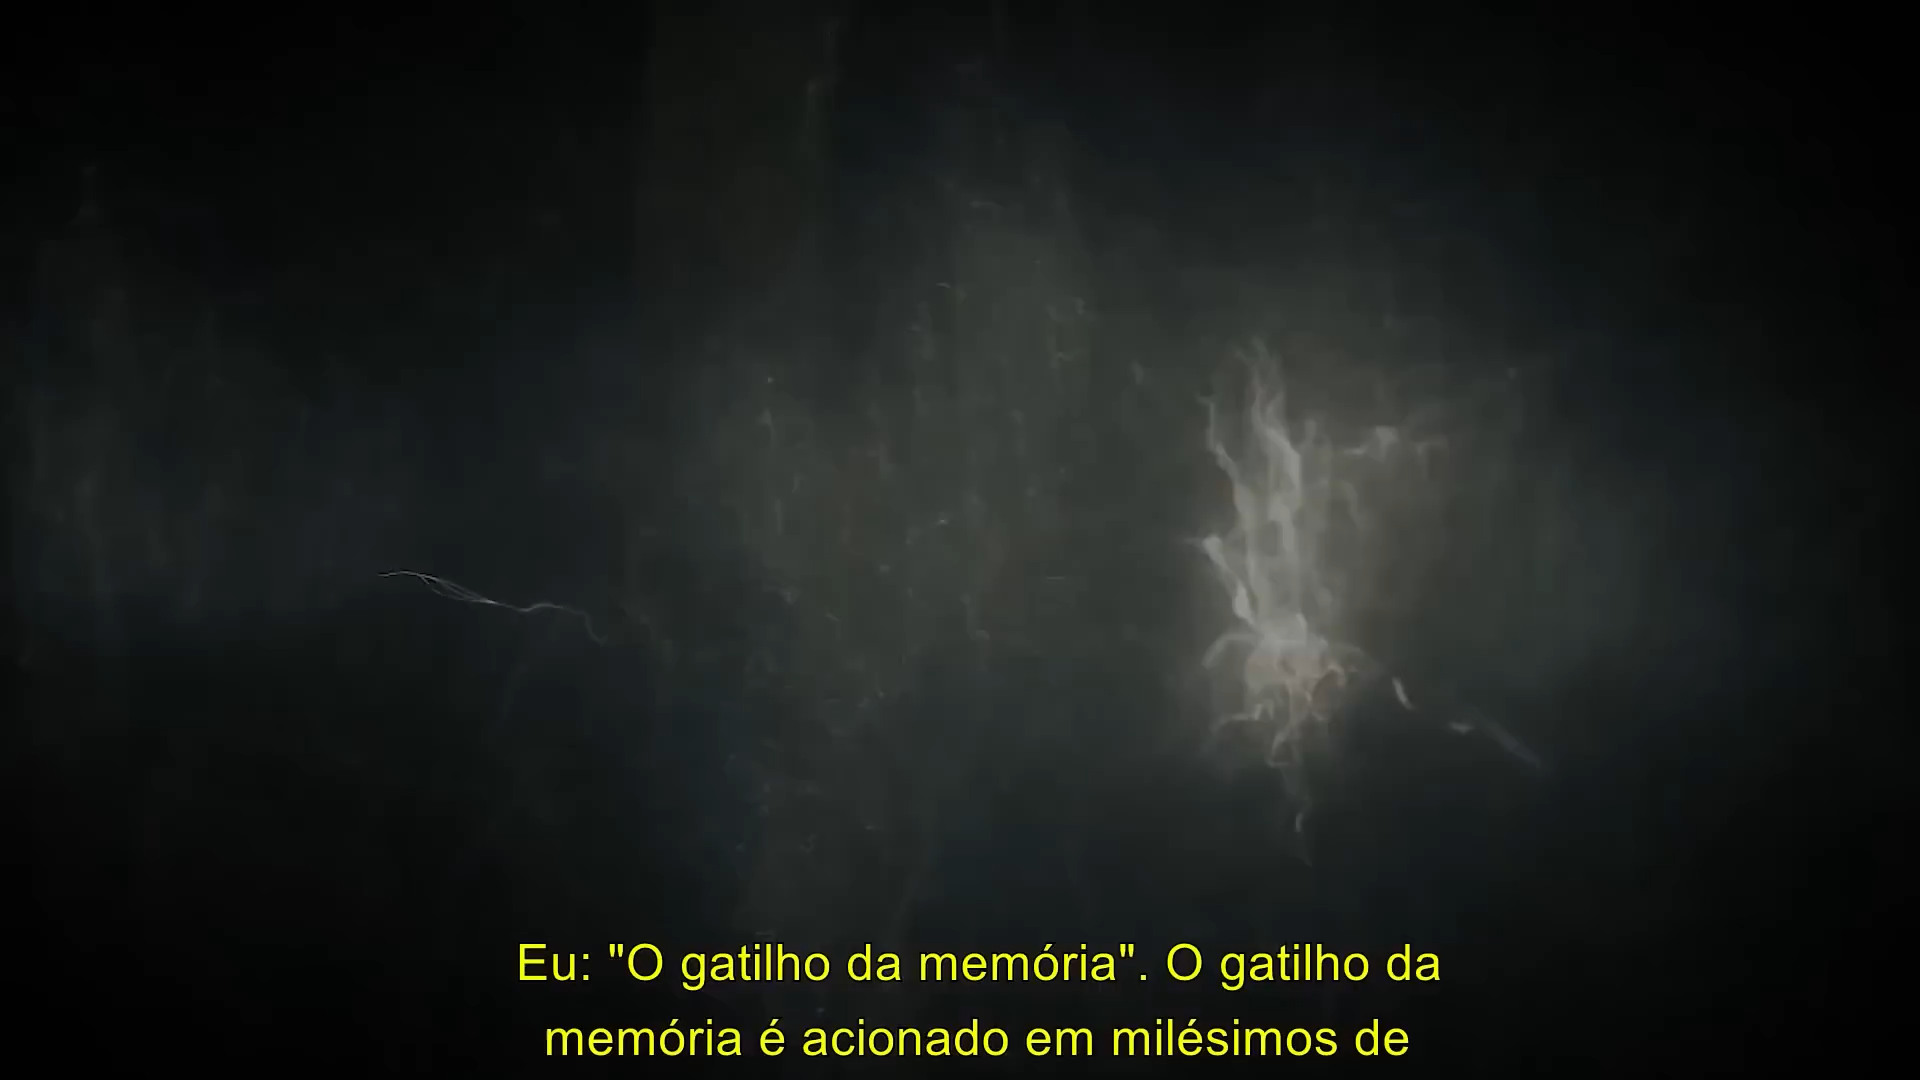 Eu: "O gatilho da memória". O gatilho da
memória é acionado em milésimos de